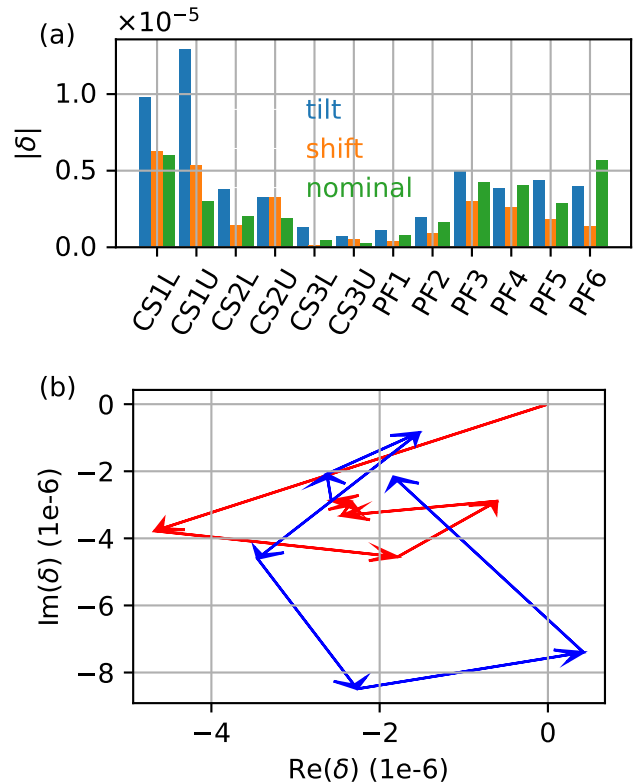 (a)
×10⁻⁵
1.0
0.5
0.0
|δ|
tilt
shift
nominal
CS1L
CS1U
CS2L
CS2U
CS3L
CS3U
PF1
PF2
PF3
PF4
PF5
PF6
(b)
0
−2
−4
−6
−8
Im(δ) (1e-6)
−4
−2
0
Re(δ) (1e-6)